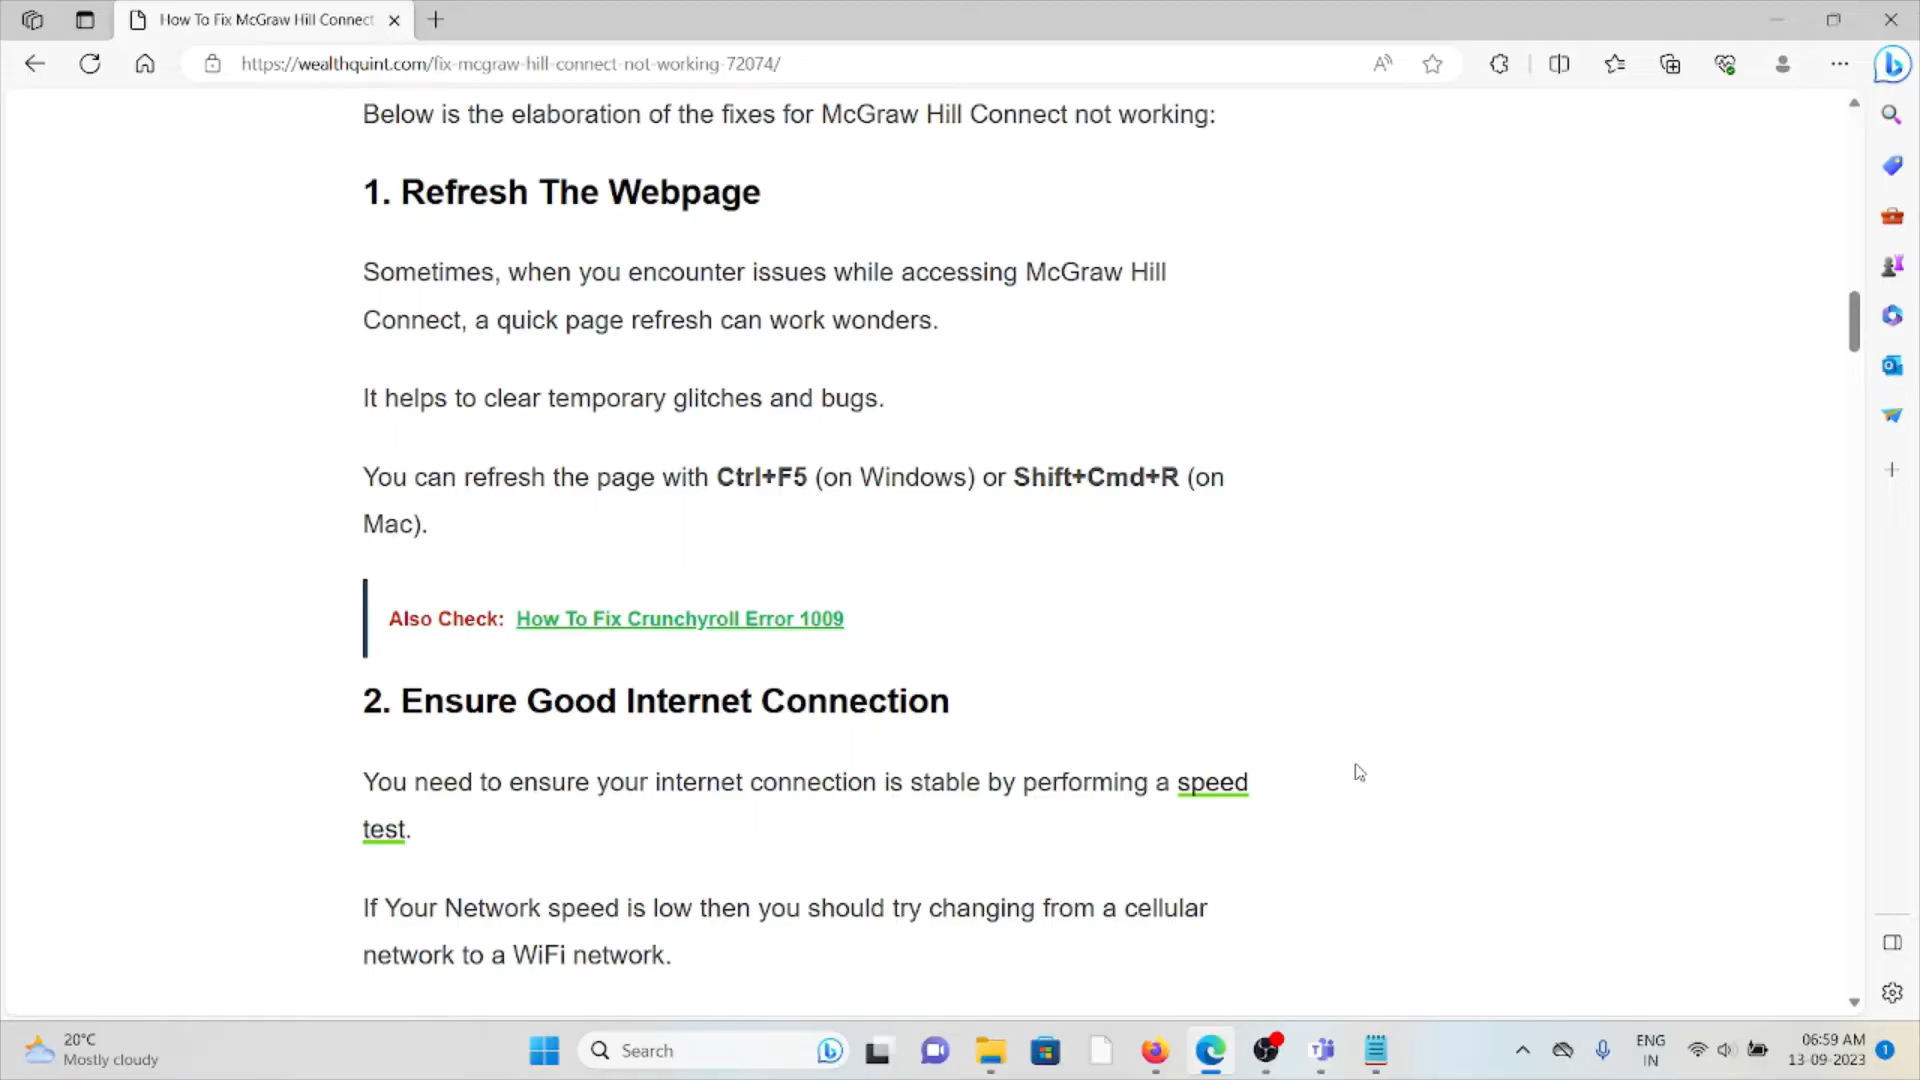 How To Fix McGraw Hill Connect
https://wealthquint.com/fix-mcgraw-hill-connect-not-working-72074/
Below is the elaboration of the fixes for McGraw Hill Connect not working:
1. Refresh The Webpage
Sometimes, when you encounter issues while accessing McGraw Hill
Connect, a quick page refresh can work wonders.
It helps to clear temporary glitches and bugs.
You can refresh the page with Ctrl+F5 (on Windows) or Shift+Cmd+R (on
Mac).
Also Check: How To Fix Crunchyroll Error 1009
2. Ensure Good Internet Connection
You need to ensure your internet connection is stable by performing a speed
test.
If Your Network speed is low then you should try changing from a cellular
network to a WiFi network.
20°C
Mostly cloudy
Search
ENG
IN
06:59 AM
13-09-2023
1